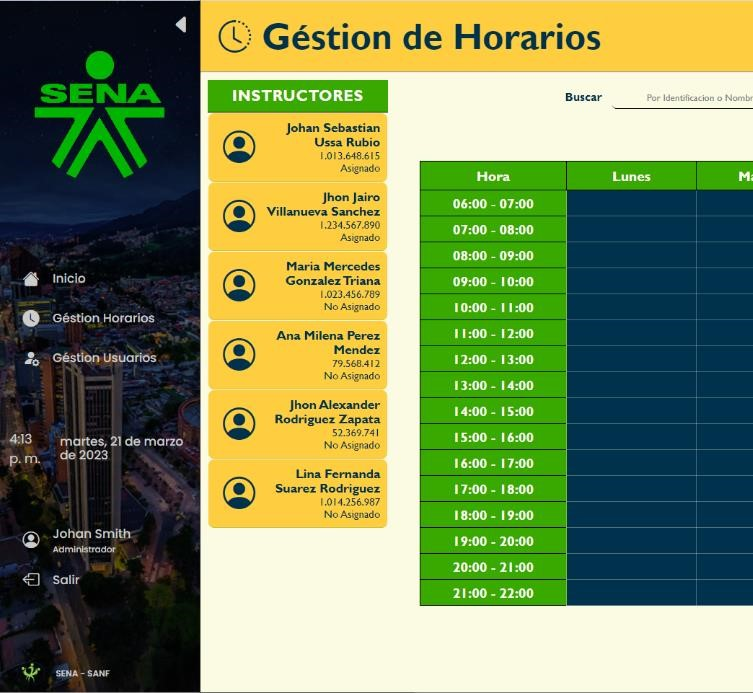 SENA
Inicio
Géstion Horarios
Géstion Usuarios
4:13
p. m.
martes, 21 de marzo
de 2023
Johan Smith
Administrador
Salir
SENA - SANF
Géstion de Horarios
INSTRUCTORES
Johan Sebastian
Ussa Rubio
1.013.648.615
Asignado
Jhon Jairo
Villanueva Sanchez
1.234.567.890
Asignado
Maria Mercedes
Gonzalez Triana
1.023.456.789
No Asignado
Ana Milena Perez
Mendez
79.568.412
No Asignado
Jhon Alexander
Rodriguez Zapata
52.369.741
No Asignado
Lina Fernanda
Suarez Rodriguez
1.014.256.987
No Asignado
Buscar Por Identificacion o Nombr
Hora Lunes Ma
06:00 - 07:00
07:00 - 08:00
08:00 - 09:00
09:00 - 10:00
10:00 - 11:00
11:00 - 12:00
12:00 - 13:00
13:00 - 14:00
14:00 - 15:00
15:00 - 16:00
16:00 - 17:00
17:00 - 18:00
18:00 - 19:00
19:00 - 20:00
20:00 - 21:00
21:00 - 22:00